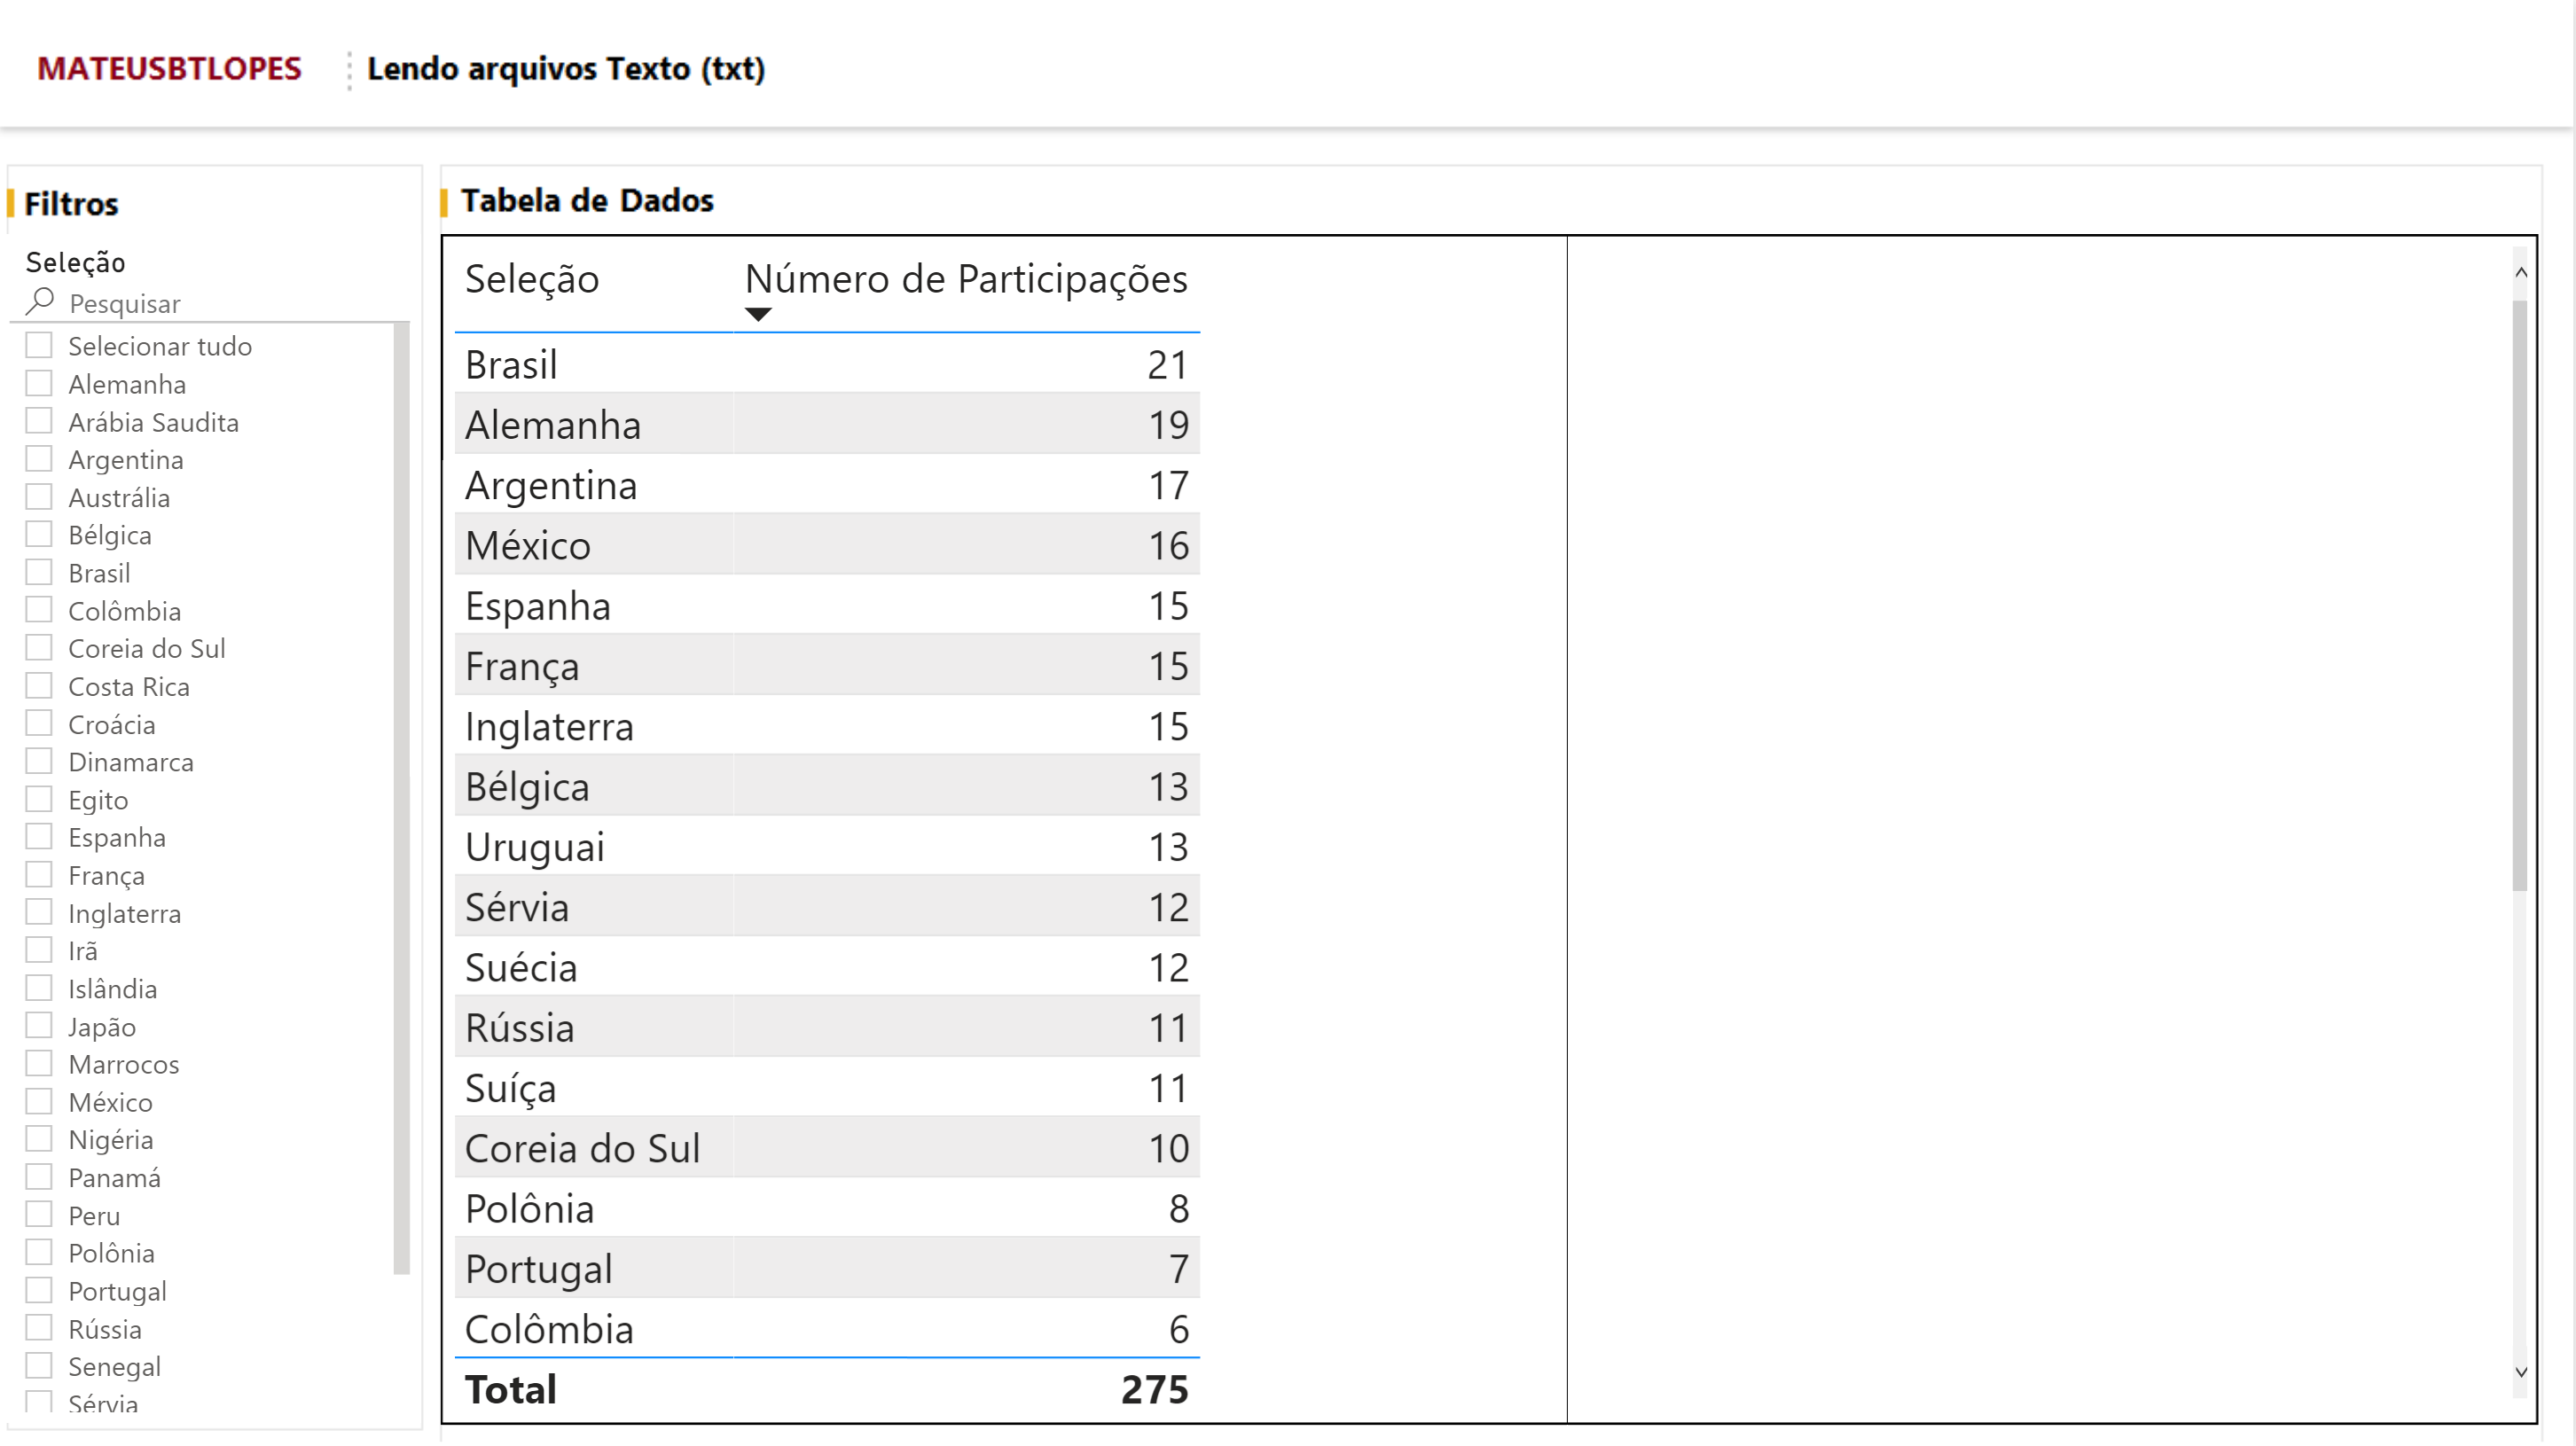 MATEUSBTLOPES Lendo arquivos Texto (txt)
Filtros
Seleção
Pesquisar
Selecionar tudo
Alemanha
Arábia Saudita
Argentina
Austrália
Bélgica
Brasil
Colômbia
Coreia do Sul
Costa Rica
Croácia
Dinamarca
Egito
Espanha
França
Inglaterra
Irã
Islândia
Japão
Marrocos
México
Nigéria
Panamá
Peru
Polônia
Portugal
Rússia
Senegal
Sérvia
Tabela de Dados
Seleção Número de Participações
Brasil 21
Alemanha 19
Argentina 17
México 16
Espanha 15
França 15
Inglaterra 15
Bélgica 13
Uruguai 13
Sérvia 12
Suécia 12
Rússia 11
Suíça 11
Coreia do Sul 10
Polônia 8
Portugal 7
Colômbia 6
Total 275